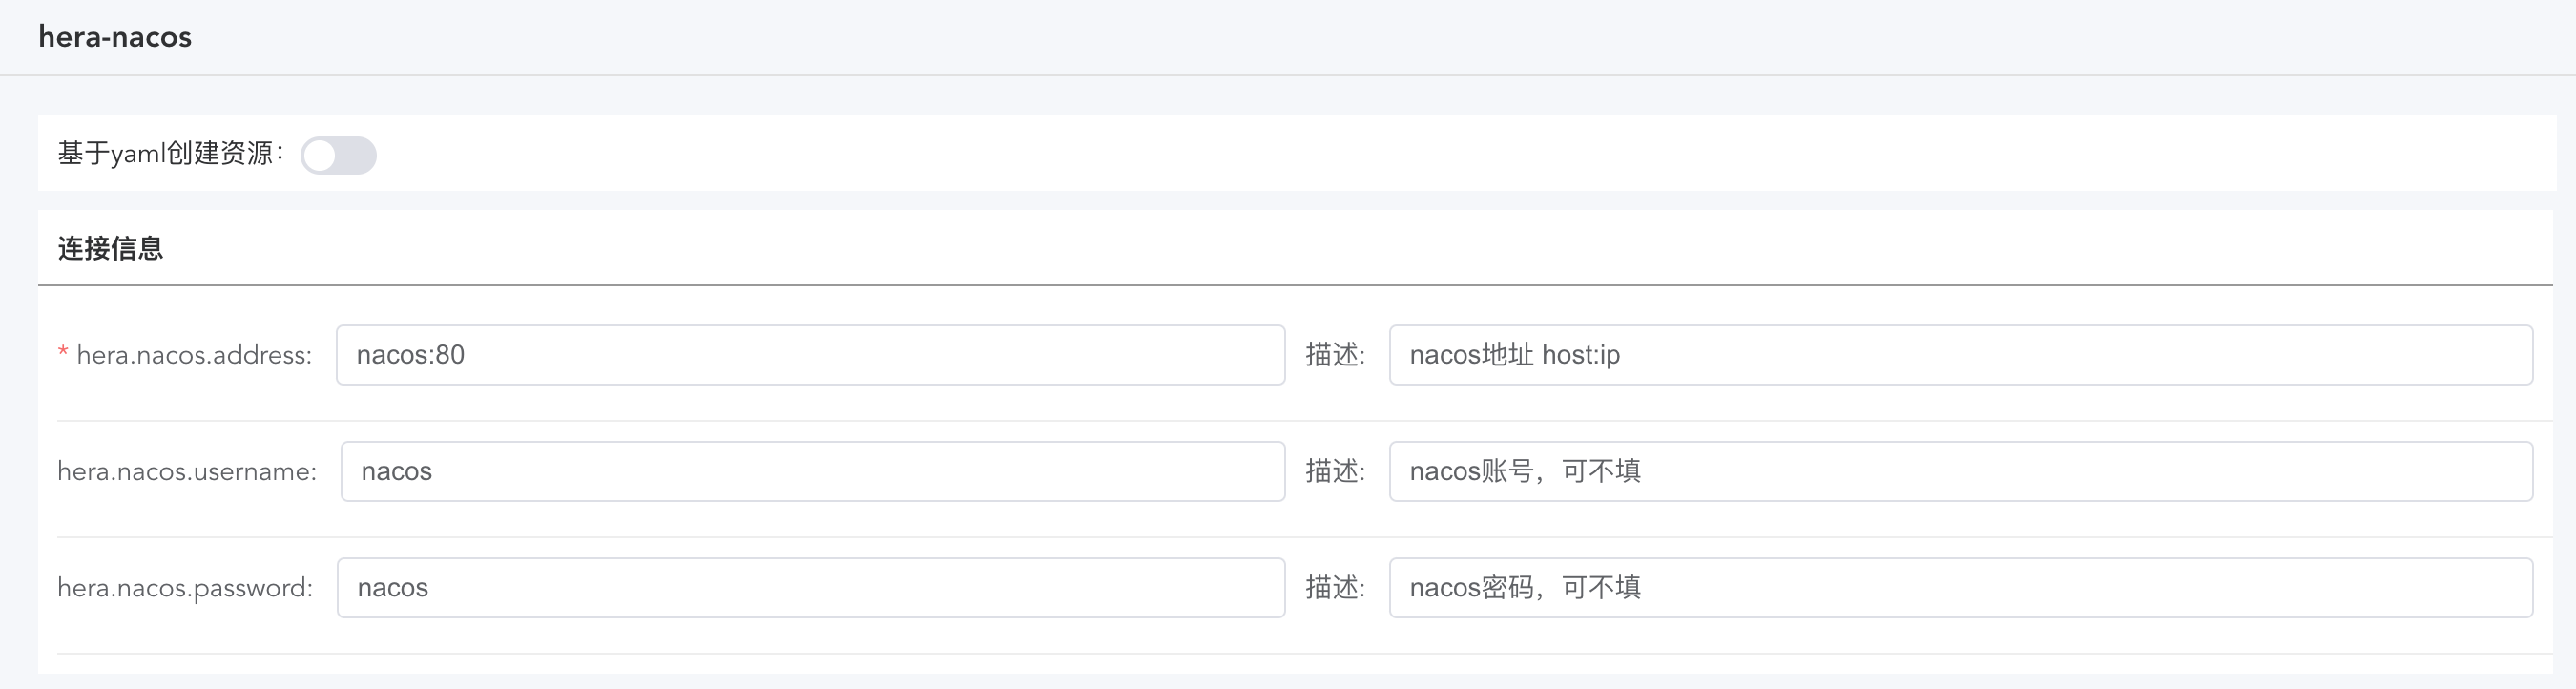 hera-nacos
基于yaml创建资源：
连接信息
* hera.nacos.address: nacos:80 描述: nacos地址 host:ip
hera.nacos.username: nacos 描述: nacos账号，可不填
hera.nacos.password: nacos 描述: nacos密码，可不填